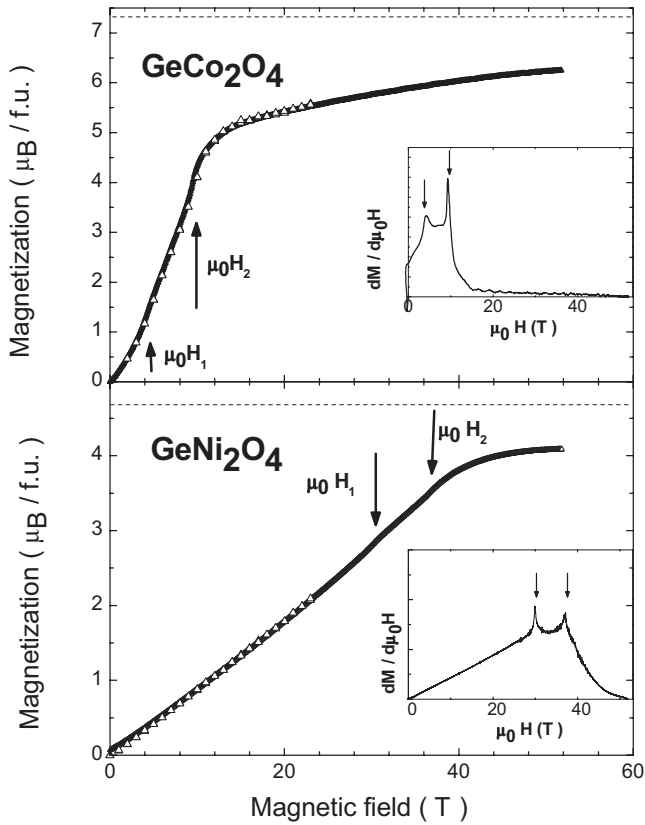 7
6
5
4
3
2
1
0
Magnetization ( μB / f.u. )
GeCo2O4
μ0H1
μ0H2
dM / dμ0H
0
20
40
μ0 H (T)
4
3
2
1
0
Magnetization ( μB / f.u. )
GeNi2O4
μ0 H1
μ0 H2
dM / dμ0H
0
20
40
μ0 H (T)
0
20
40
60
Magnetic field ( T )